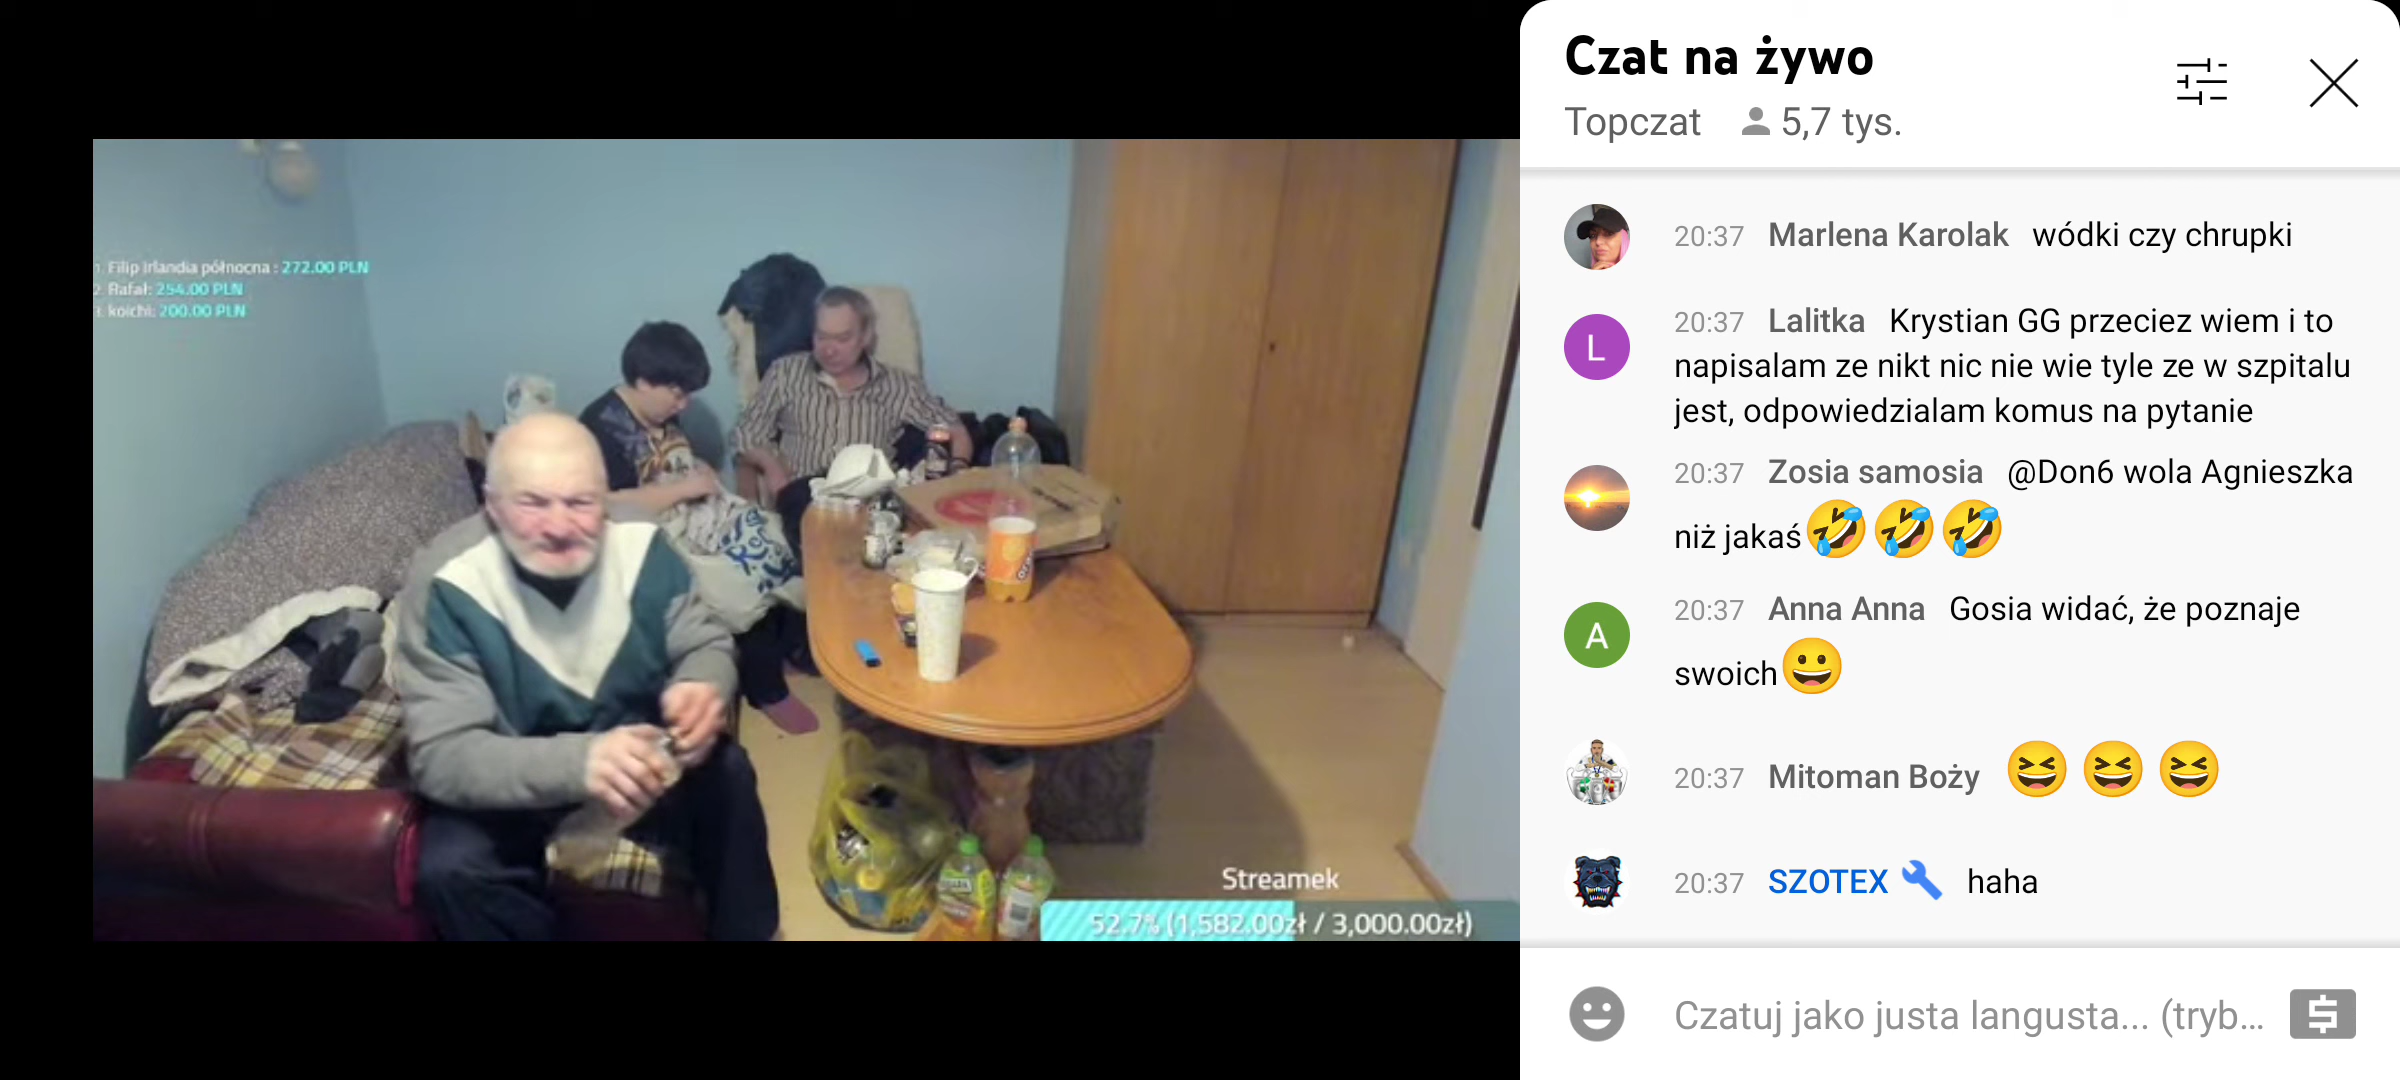 1. Filip Irlandia północna : 272.00 PLN
2. Rafał: 254.00 PLN
3. koichi: 200.00 PLN
Streamek
52.7% (1,582.00zł / 3,000.00zł)
Czat na żywo
Topczat 5,7 tys.
20:37 Marlena Karolak wódki czy chrupki
L
20:37 Lalitka Krystian GG przeciez wiem i to
napisalam ze nikt nic nie wie tyle ze w szpitalu
jest, odpowiedzialam komus na pytanie
20:37 Zosia samosia @Don6 wola Agnieszka
niż jakaś🤣🤣🤣
A
20:37 Anna Anna Gosia widać, że poznaje
swoich😀
20:37 Mitoman Boży 😆😆😆
20:37 SZOTEX haha
Czatuj jako justa langusta... (tryb...